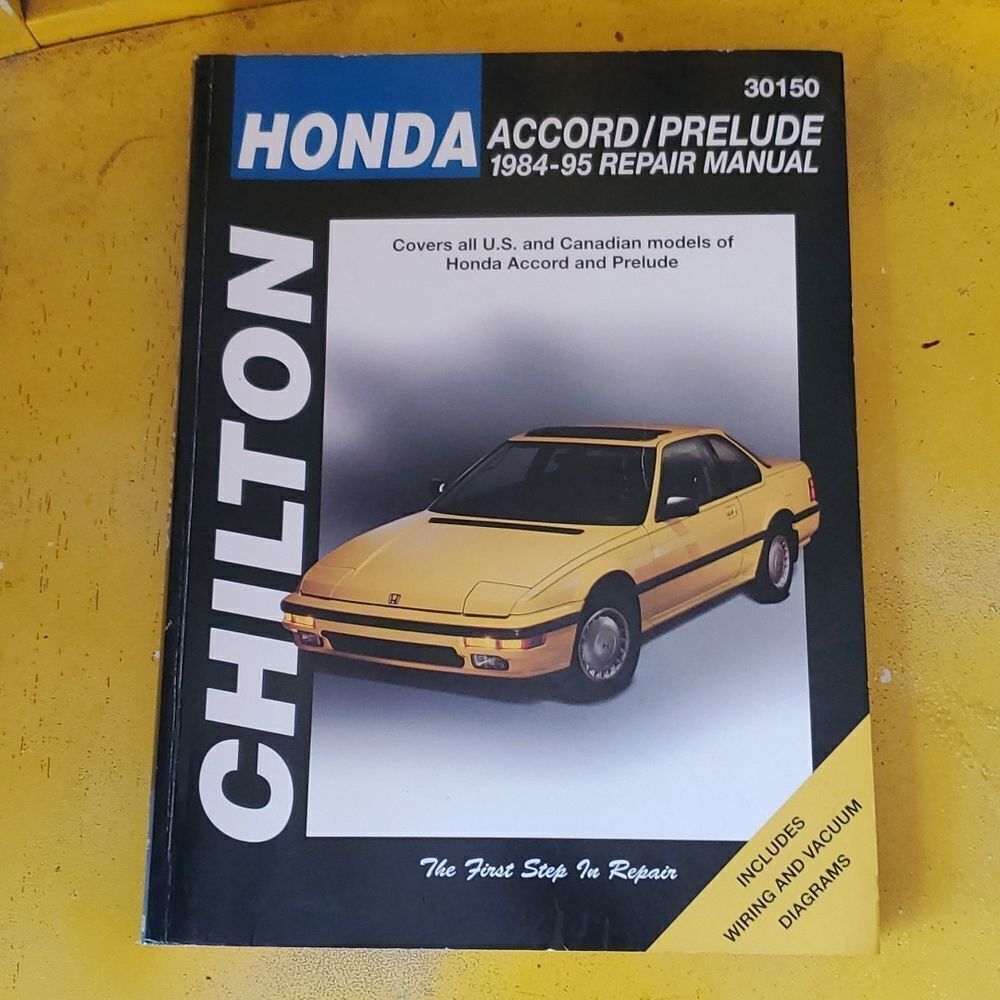 30150
HONDA
ACCORD/PRELUDE
1984-95 REPAIR MANUAL
CHILTON
Covers all U.S. and Canadian models of
Honda Accord and Prelude
The First Step In Repair
INCLUDES
WIRING AND VACUUM
DIAGRAMS